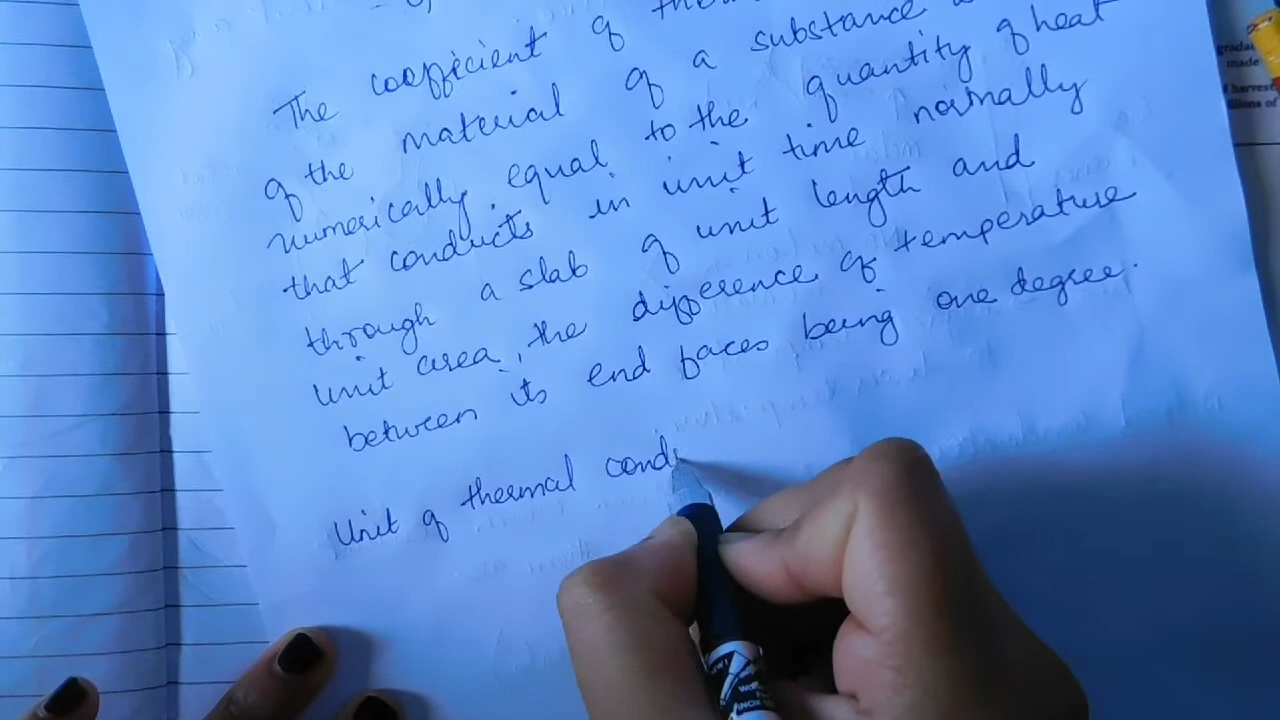 The coefficient of
of the material of a substance
numerically equal to the quantity of heat
that conducts in unit time normally
through a slab of unit length and
unit area, the difference of temperature
between its end faces being one degree.
Unit of thermal cond
made